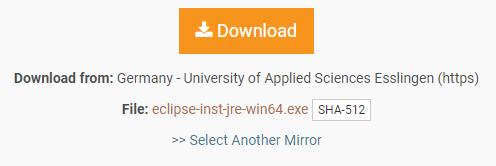 Download
Download from: Germany - University of Applied Sciences Esslingen (https)
File: eclipse-inst-jre-win64.exe SHA-512
>> Select Another Mirror